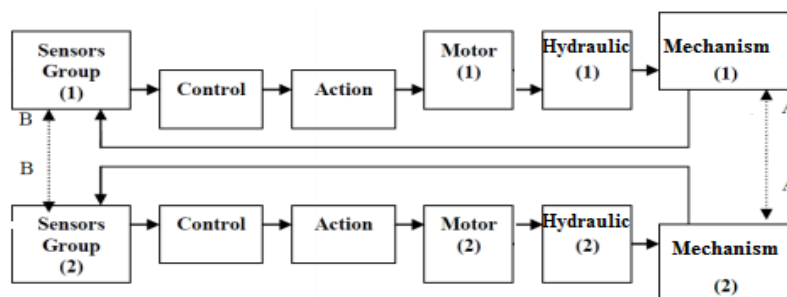 Sensors
Group
(1)
Control
Action
Motor
(1)
Hydraulic
(1)
Mechanism
(1)
B
A
B
A
Sensors
Group
(2)
Control
Action
Motor
(2)
Hydraulic
(2)
Mechanism
(2)